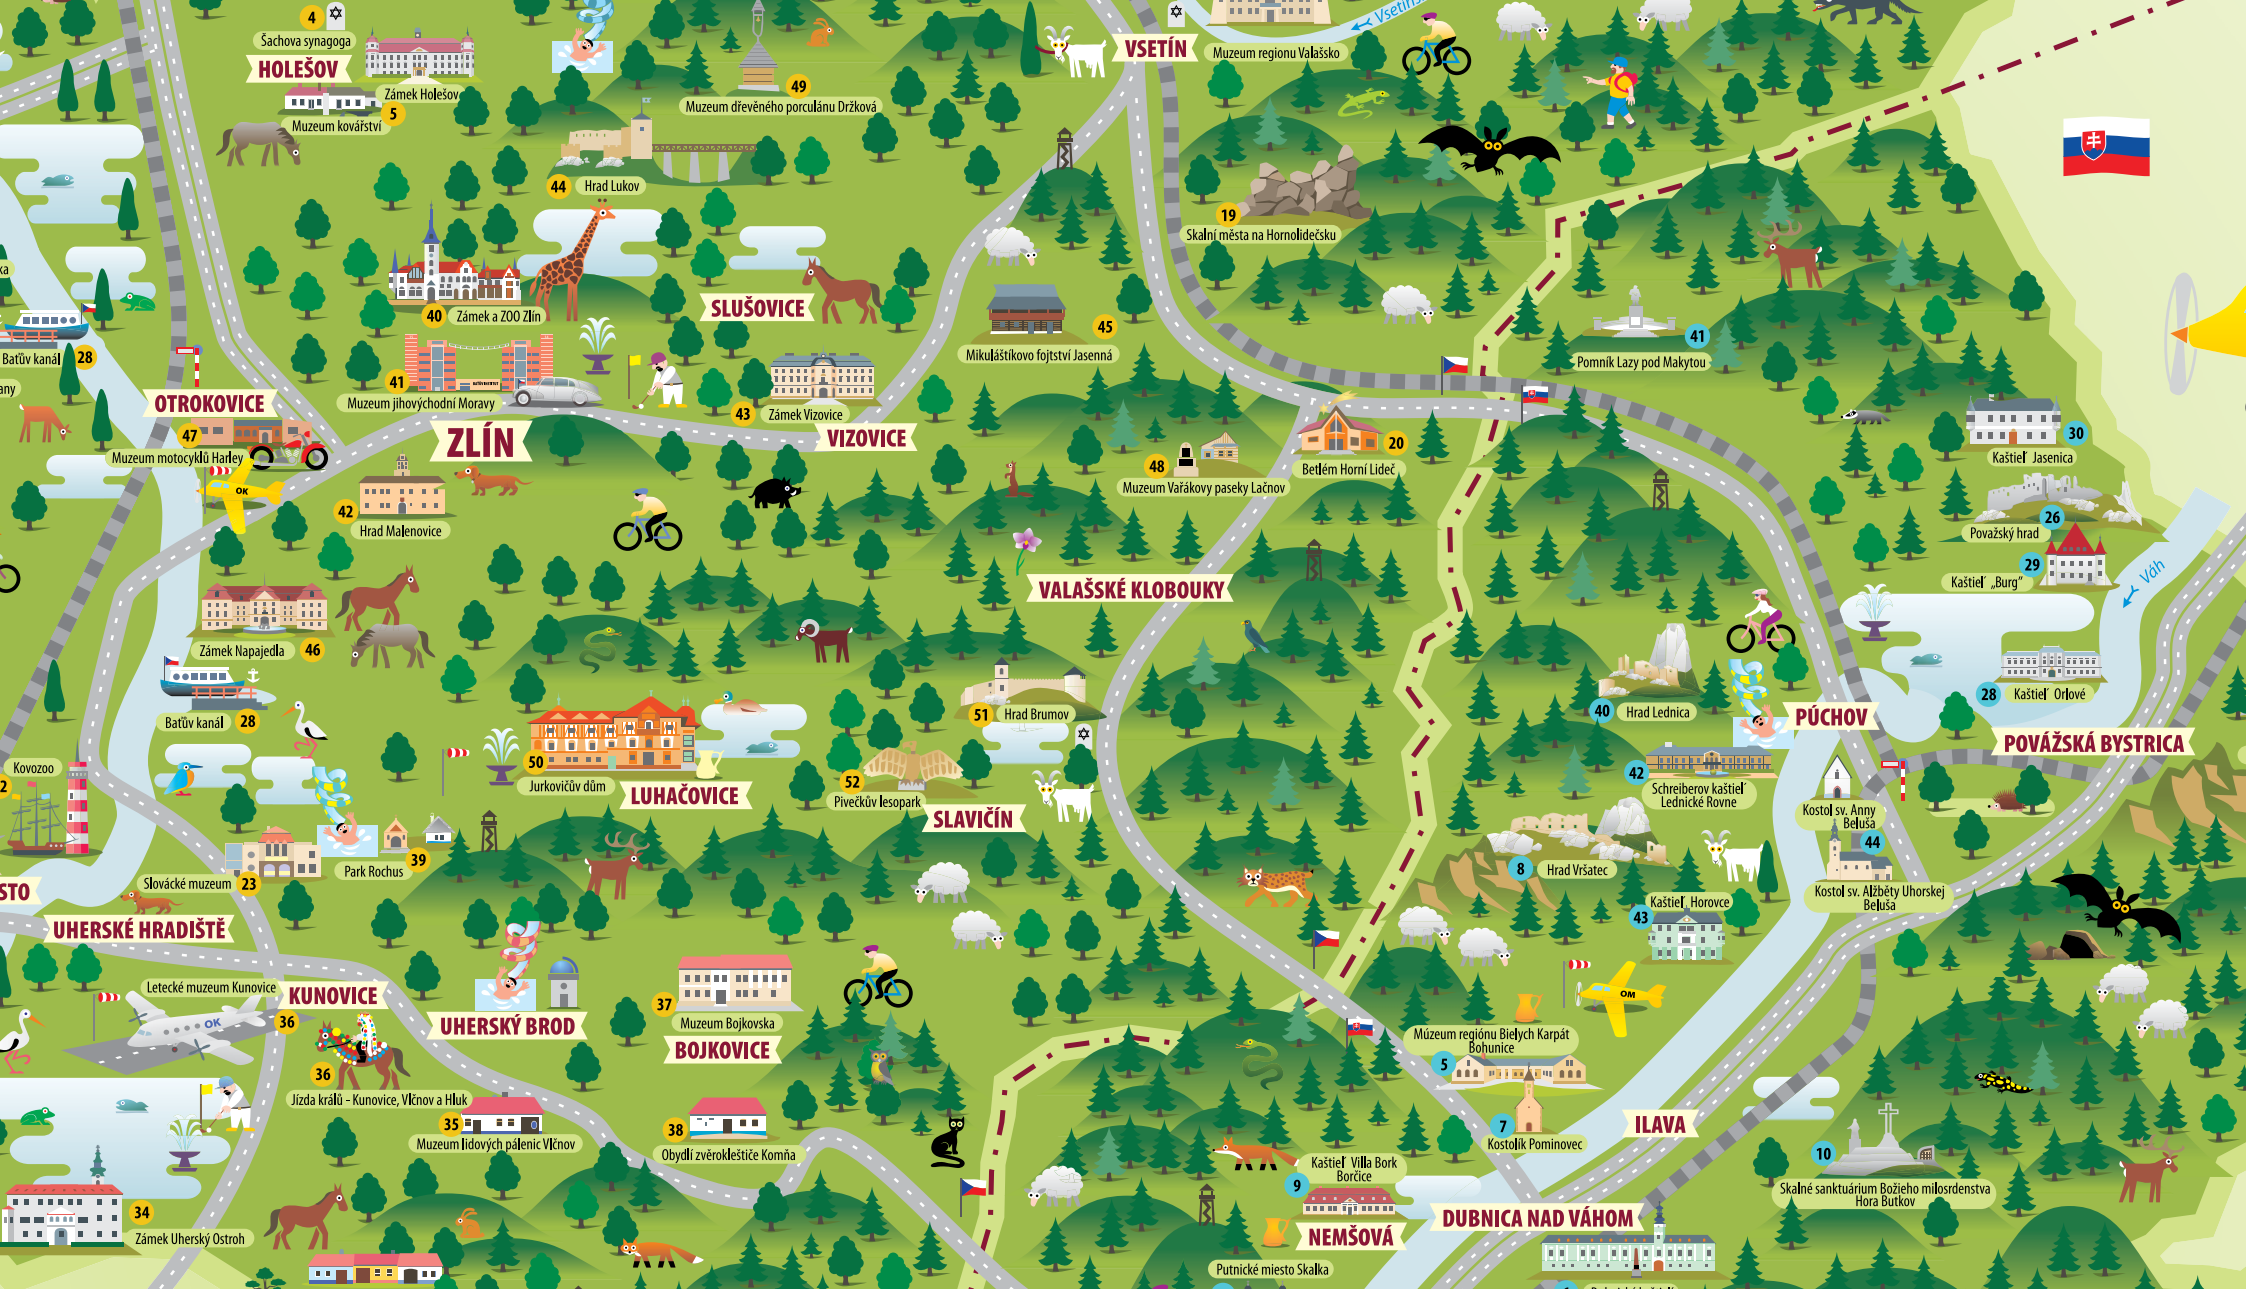 4
Šachova synagoga
HOLEŠOV
Zámek Holešov
5
Muzeum kovářství
49
Muzeum dřevěného porculánu Držková
44
Hrad Lukov
VSETÍN
Muzeum regionu Valašsko
19
Skalní města na Hornolidečsku
40
Zámek a ZOO Zlín
SLUŠOVICE
45
Mikuláštíkovo fojtství Jasenná
41
Pomník Lazy pod Makytou
Baťův kanál
28
41
Muzeum jihovýchodní Moravy
OTROKOVICE
47
Muzeum motocyklů Harley
OK
ZLÍN
43
Zámek Vizovice
VIZOVICE
42
Hrad Malenovice
48
Muzeum Vařákovy paseky Lačnov
20
Betlém Horní Lideč
30
Kaštieľ Jasenica
26
Považský hrad
29
Kaštieľ „Burg"
Váh
VALAŠSKÉ KLOBOUKY
Zámek Napajedla
46
Baťův kanál
28
51
Hrad Brumov
40
Hrad Lednica
PÚCHOV
28
Kaštieľ Orlové
POVÁŽSKÁ BYSTRICA
Kovozoo
50
Jurkovičův dům
LUHAČOVICE
52
Pivečkův lesopark
SLAVIČÍN
42
Schreiberov kaštieľ
Lednické Rovne
Kostol sv. Anny
Beluša
44
Kostol sv. Alžběty Uhorskej
Beluša
Park Rochus
39
Slovácké muzeum
23
8
Hrad Vršatec
Kaštieľ Horovce
43
UHERSKÉ HRADIŠTĚ
Letecké muzeum Kunovice
OK
36
KUNOVICE
UHERSKÝ BROD
37
Muzeum Bojkovska
BOJKOVICE
OM
Múzeum regiónu Bielych Karpát
Bohunice
5
36
Jízda králů - Kunovice, Vlčnov a Hluk
35
Muzeum lidových pálenic Vlčnov
38
Obydlí zvěrokleštiče Komňa
7
Kostolík Pominovec
ILAVA
10
Skalné sanktuárium Božieho milosrdenstva
Hora Butkov
Kaštieľ Villa Bork
Borčice
9
NEMŠOVÁ
DUBNICA NAD VÁHOM
34
Zámek Uherský Ostroh
Putnické miesto Skalka